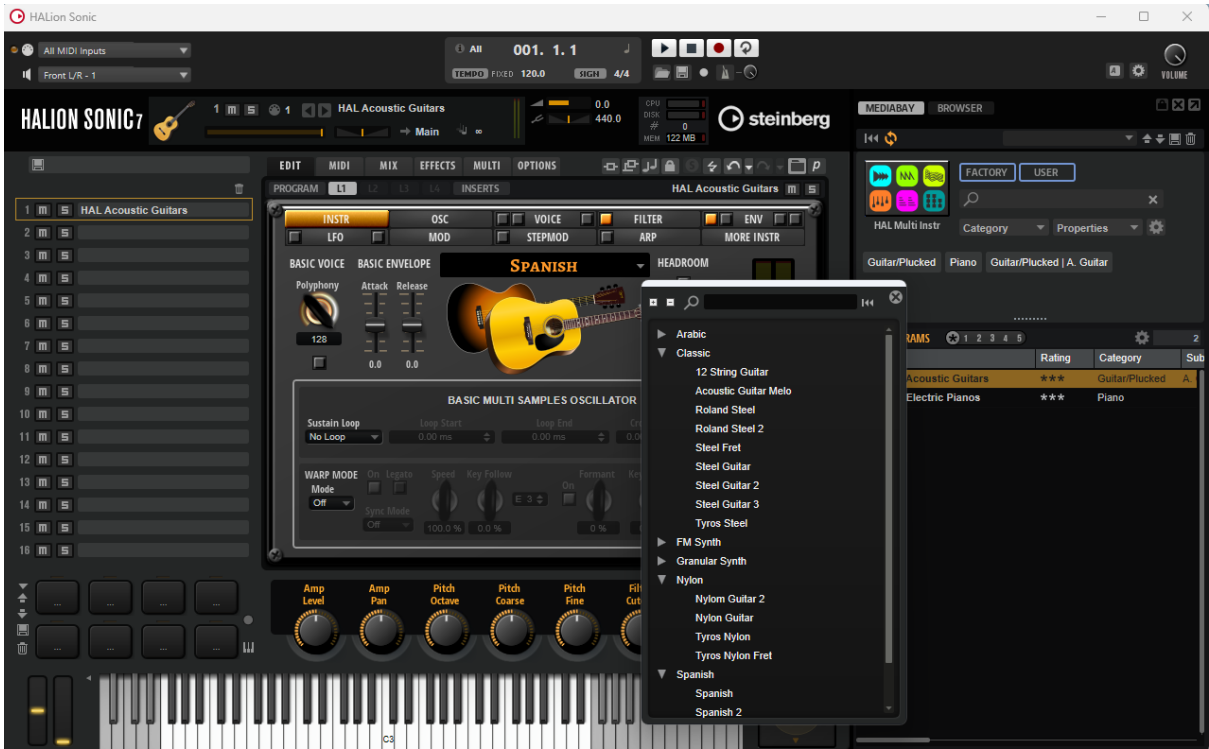 HALion Sonic
All MIDI Inputs
Front L/R - 1
All 001. 1. 1
TEMPO FIXED 120.0 SIGN 4/4
VOLUME
HALION SONIC 7
1 m S 1 HAL Acoustic Guitars
Main ∞
0.0
440.0
CPU
DISK
# 0
MEM 122 MB
steinberg
MEDIABAY BROWSER
EDIT MIDI MIX EFFECTS MULTI OPTIONS
PROGRAM L1 L2 L3 L4 INSERTS HAL Acoustic Guitars m S
1 m S HAL Acoustic Guitars
2 m S
3 m S
4 m S
5 m S
6 m S
7 m S
8 m S
9 m S
10 m S
11 m S
12 m S
13 m S
14 m S
15 m S
16 m S
INSTR OSC VOICE FILTER ENV
LFO MOD STEPMOD ARP MORE INSTR
BASIC VOICE BASIC ENVELOPE SPANISH HEADROOM
Polyphony Attack Release
128
0.0 0.0
BASIC MULTI SAMPLES OSCILLATOR
Sustain Loop Loop Start Loop End
No Loop 0.00 ms 0.00 ms
WARP MODE On Legato Speed Key Follow Formant
Mode On
Off E 3
Sync Mode
Off 100.0 % 0.0 % 0 %
Amp Level
Amp Pan
Pitch Octave
Pitch Coarse
Pitch Fine
C3
FACTORY USER
HAL Multi Instr
Category Properties
Guitar/Plucked Piano Guitar/Plucked | A. Guitar
1 2 3 4 5 2
Rating Category Sub
Acoustic Guitars *** Guitar/Plucked A.
Electric Pianos *** Piano
Arabic
Classic
12 String Guitar
Acoustic Guitar Melo
Roland Steel
Roland Steel 2
Steel Fret
Steel Guitar
Steel Guitar 2
Steel Guitar 3
Tyros Steel
FM Synth
Granular Synth
Nylon
Nylom Guitar 2
Nylon Guitar
Tyros Nylon
Tyros Nylon Fret
Spanish
Spanish
Spanish 2